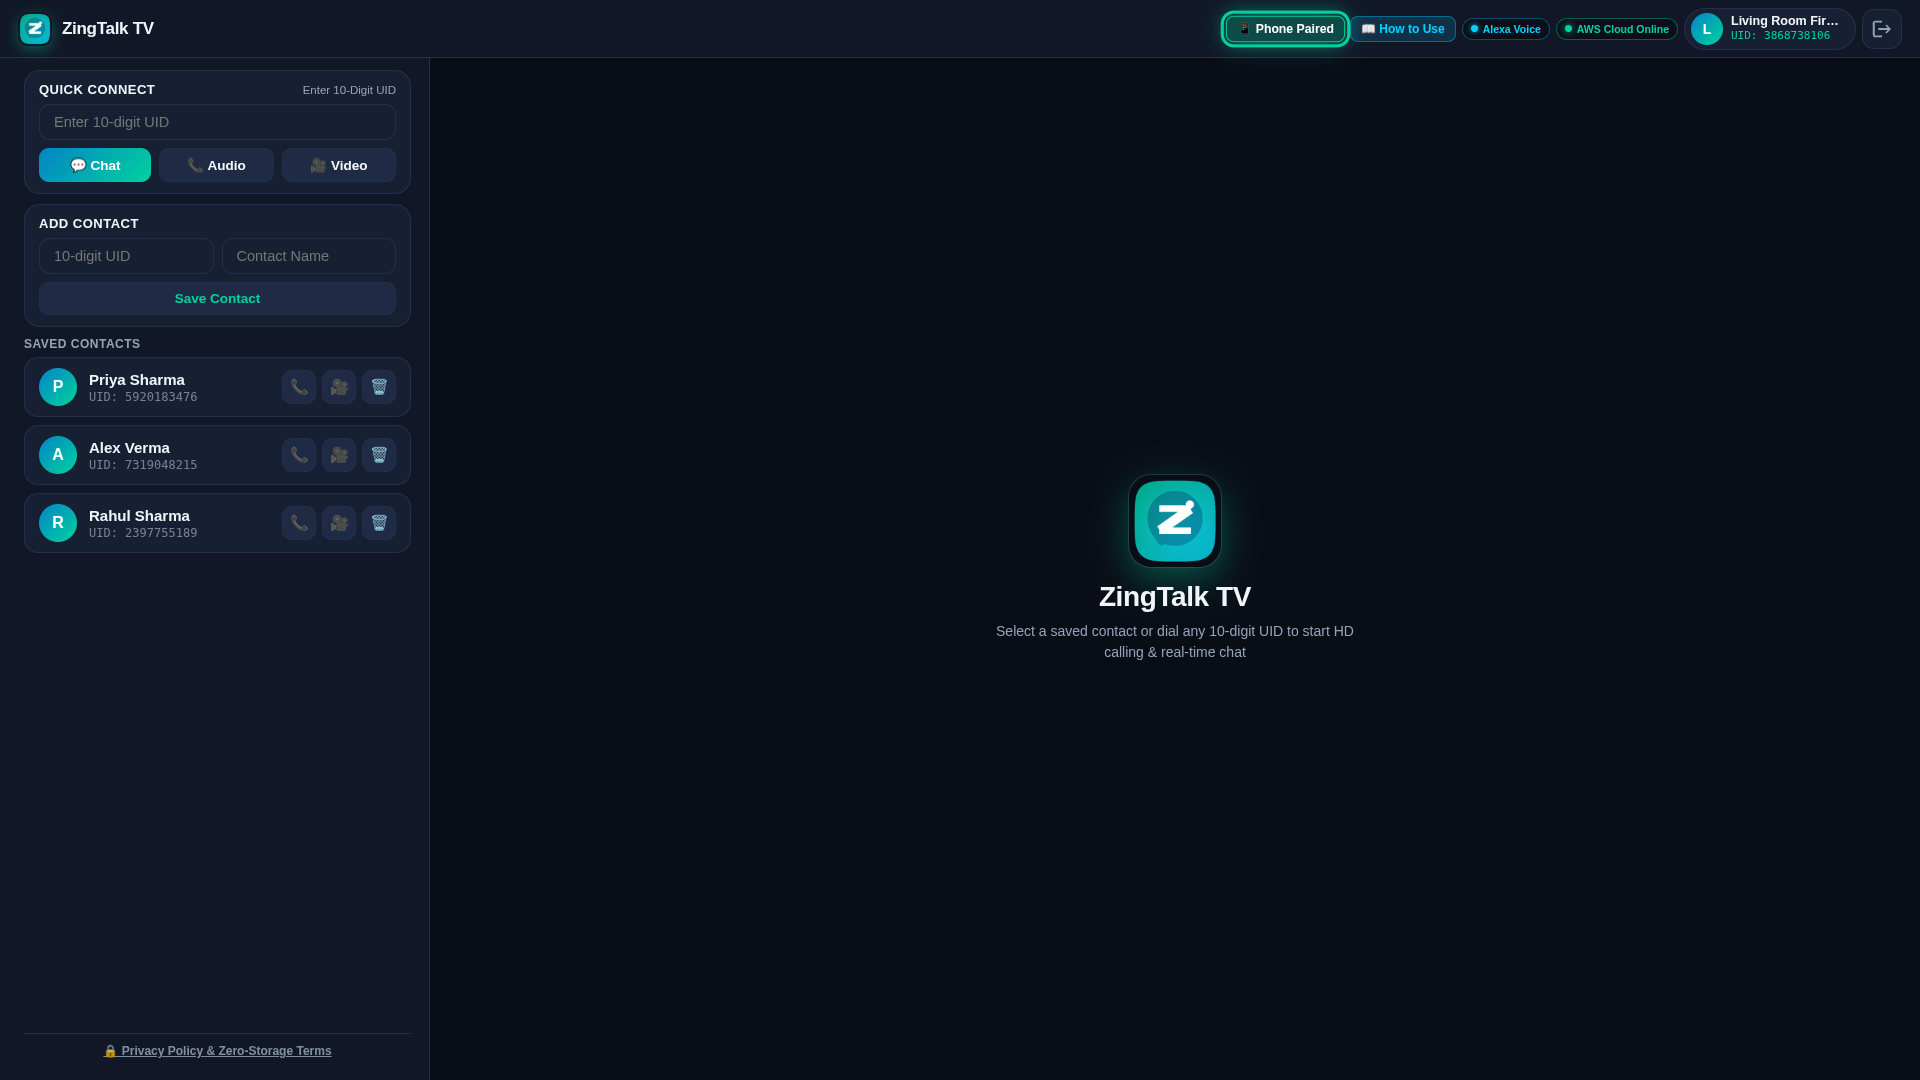 ZingTalk TV
📱 Phone Paired
📖 How to Use
Alexa Voice
AWS Cloud Online
L
Living Room Fir...
UID: 3868738106
QUICK CONNECT
Enter 10-Digit UID
Enter 10-digit UID
💬 Chat
📞 Audio
🎥 Video
ADD CONTACT
10-digit UID
Contact Name
Save Contact
SAVED CONTACTS
P
Priya Sharma
UID: 5920183476
A
Alex Verma
UID: 7319048215
R
Rahul Sharma
UID: 2397755189
ZingTalk TV
Select a saved contact or dial any 10-digit UID to start HD
calling & real-time chat
🔒 Privacy Policy & Zero-Storage Terms